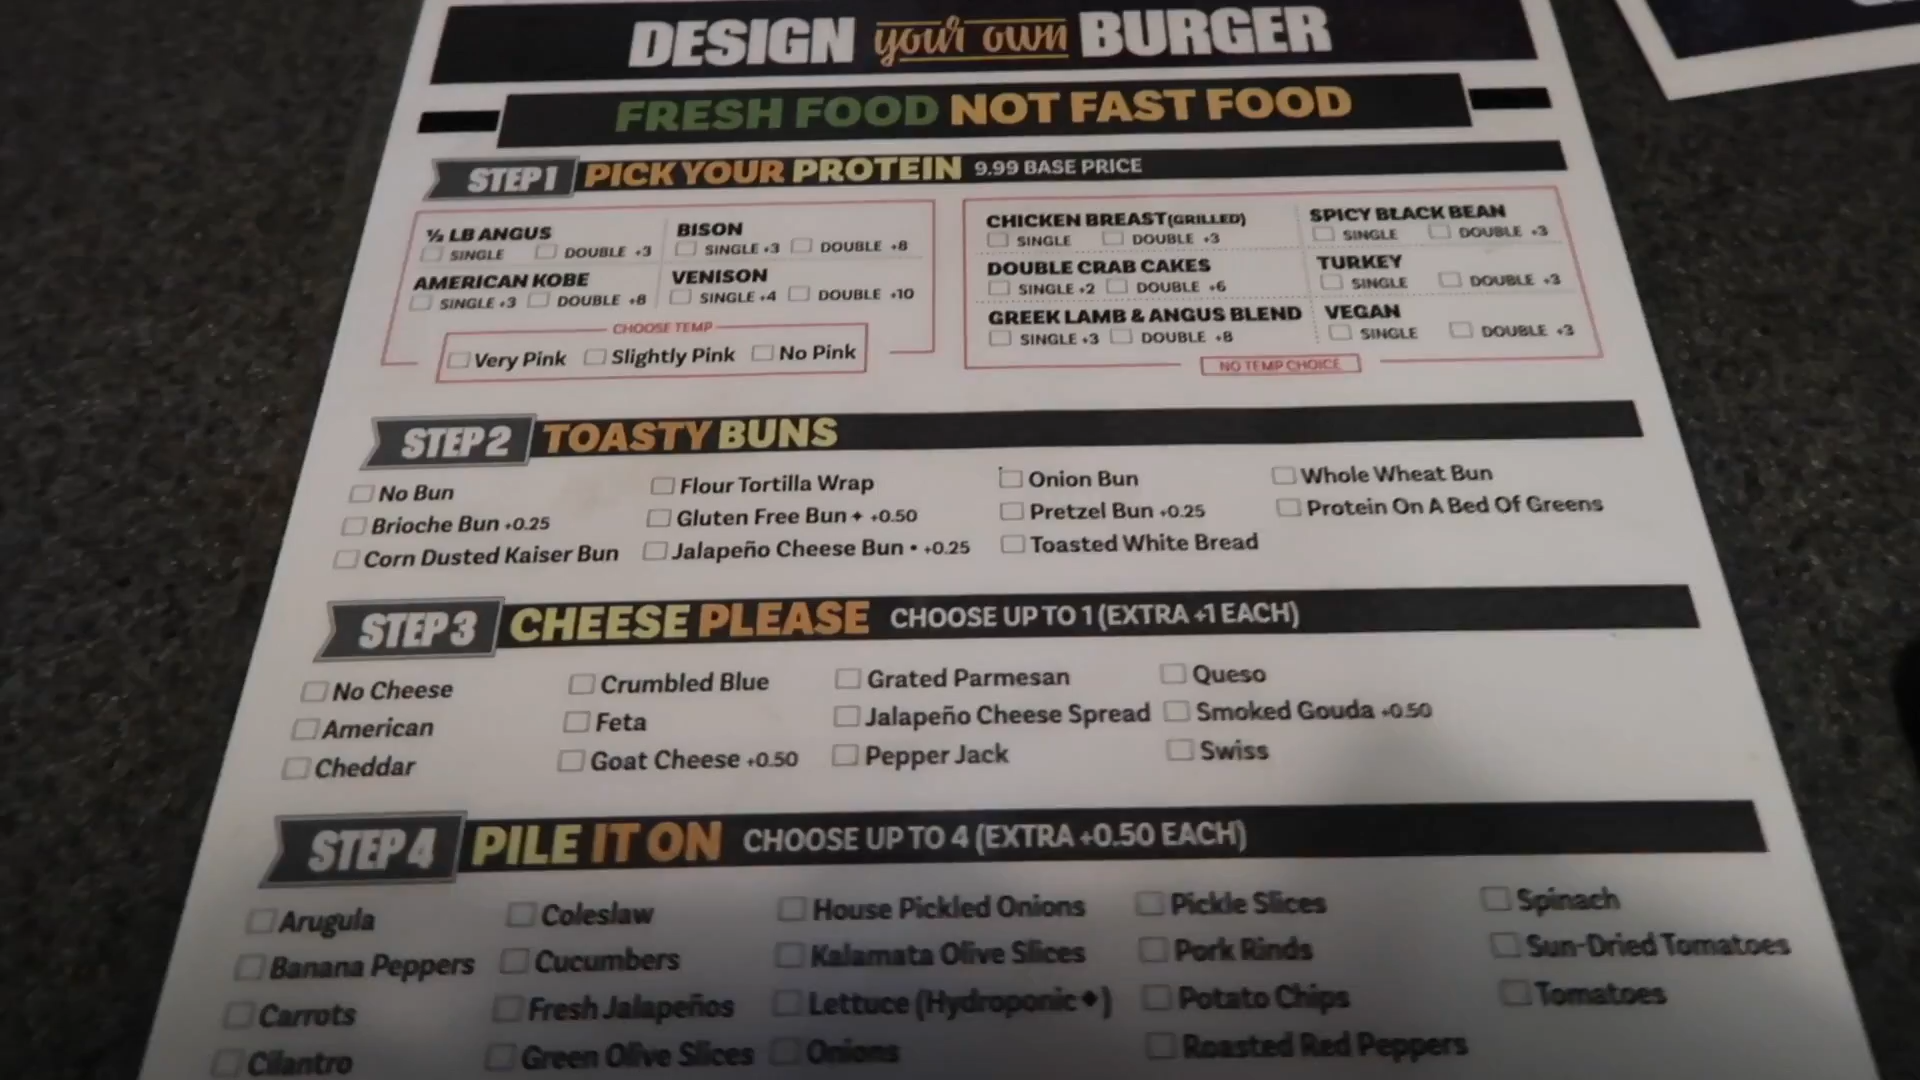 DESIGN your own BURGER
FRESH FOOD NOT FAST FOOD
STEP 1 PICK YOUR PROTEIN 9.99 BASE PRICE
½ LB ANGUS
SINGLE DOUBLE +3
BISON
SINGLE +3 DOUBLE +8
AMERICAN KOBE
SINGLE +3 DOUBLE +8
VENISON
SINGLE +4 DOUBLE +10
CHOOSE TEMP
Very Pink Slightly Pink No Pink
CHICKEN BREAST (GRILLED)
SINGLE DOUBLE +3
SPICY BLACK BEAN
SINGLE DOUBLE +3
DOUBLE CRAB CAKES
SINGLE +2 DOUBLE +6
TURKEY
SINGLE DOUBLE +3
GREEK LAMB & ANGUS BLEND
SINGLE +3 DOUBLE +8
VEGAN
SINGLE DOUBLE +3
NO TEMP CHOICE
STEP 2 TOASTY BUNS
No Bun
Brioche Bun +0.25
Corn Dusted Kaiser Bun
Flour Tortilla Wrap
Gluten Free Bun ✦ +0.50
Jalapeño Cheese Bun • +0.25
Onion Bun
Pretzel Bun +0.25
Toasted White Bread
Whole Wheat Bun
Protein On A Bed Of Greens
STEP 3 CHEESE PLEASE CHOOSE UP TO 1 (EXTRA +1 EACH)
No Cheese
American
Cheddar
Crumbled Blue
Feta
Goat Cheese +0.50
Grated Parmesan
Jalapeño Cheese Spread
Pepper Jack
Queso
Smoked Gouda +0.50
Swiss
STEP 4 PILE IT ON CHOOSE UP TO 4 (EXTRA +0.50 EACH)
Arugula
Banana Peppers
Carrots
Cilantro
Coleslaw
Cucumbers
Fresh Jalapeños
Green Olive Slices
House Pickled Onions
Kalamata Olive Slices
Lettuce (Hydroponic ◆)
Onions
Pickle Slices
Pork Rinds
Potato Chips
Roasted Red Peppers
Spinach
Sun-Dried Tomatoes
Tomatoes